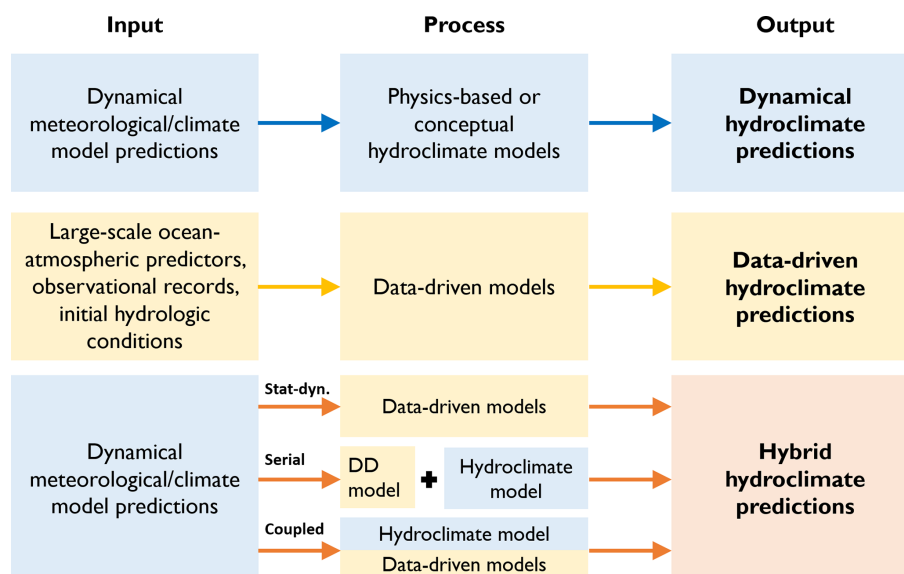 Input
Process
Output
Dynamical
meteorological/climate
model predictions
Physics-based or
conceptual
hydroclimate models
Dynamical
hydroclimate
predictions
Large-scale ocean-
atmospheric predictors,
observational records,
initial hydrologic
conditions
Data-driven models
Data-driven
hydroclimate
predictions
Dynamical
meteorological/climate
model predictions
Stat-dyn.
Data-driven models
Serial
DD
model
+
Hydroclimate
model
Coupled
Hydroclimate model
Data-driven models
Hybrid
hydroclimate
predictions